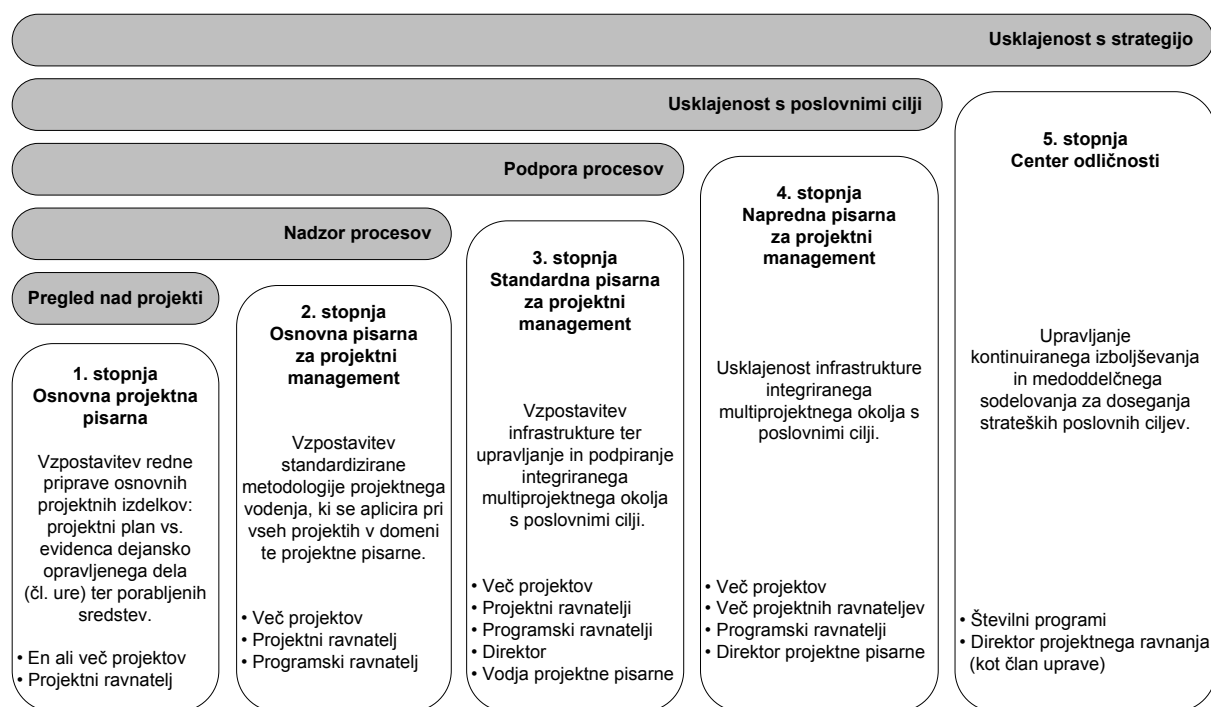 Usklajenost s strategijo
Usklajenost s poslovnimi cilji
Podpora procesov
Nadzor procesov
Pregled nad projekti
1. stopnja
Osnovna projektna
pisarna
Vzpostavitev redne
priprave osnovnih
projektnih izdelkov:
projektni plan vs.
evidenca dejansko
opravljenega dela
(čl. ure) ter porabljenih
sredstev.
• En ali več projektov
• Projektni ravnatelj
2. stopnja
Osnovna pisarna
za projektni
management
Vzpostavitev
standardizirane
metodologije projektnega
vodenja, ki se aplicira pri
vseh projektih v domeni
te projektne pisarne.
• Več projektov
• Projektni ravnatelj
• Programski ravnatelj
3. stopnja
Standardna pisarna
za projektni
management
Vzpostavitev
infrastrukture ter
upravljanje in podpiranje
integriranega
multiprojektnega okolja
s poslovnimi cilji.
• Več projektov
• Projektni ravnatelji
• Programski ravnatelji
• Direktor
• Vodja projektne pisarne
4. stopnja
Napredna pisarna
za projektni
management
Usklajenost infrastrukture
integriranega
multiprojektnega okolja s
poslovnimi cilji.
• Več projektov
• Več projektnih ravnateljev
• Programski ravnatelji
• Direktor projektne pisarne
5. stopnja
Center odličnosti
Upravljanje
kontinuiranega izboljševanja
in medoddelčnega
sodelovanja za doseganja
strateških poslovnih ciljev.
• Številni programi
• Direktor projektnega ravnanja
(kot član uprave)